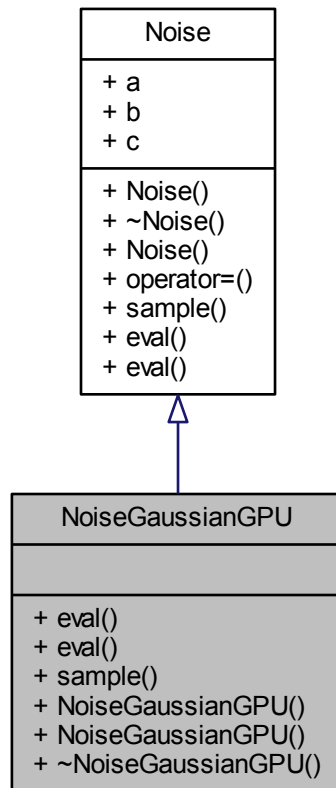 Noise
+ a
+ b
+ c
+ Noise()
+ ~Noise()
+ Noise()
+ operator=()
+ sample()
+ eval()
+ eval()
NoiseGaussianGPU
+ eval()
+ eval()
+ sample()
+ NoiseGaussianGPU()
+ NoiseGaussianGPU()
+ ~NoiseGaussianGPU()